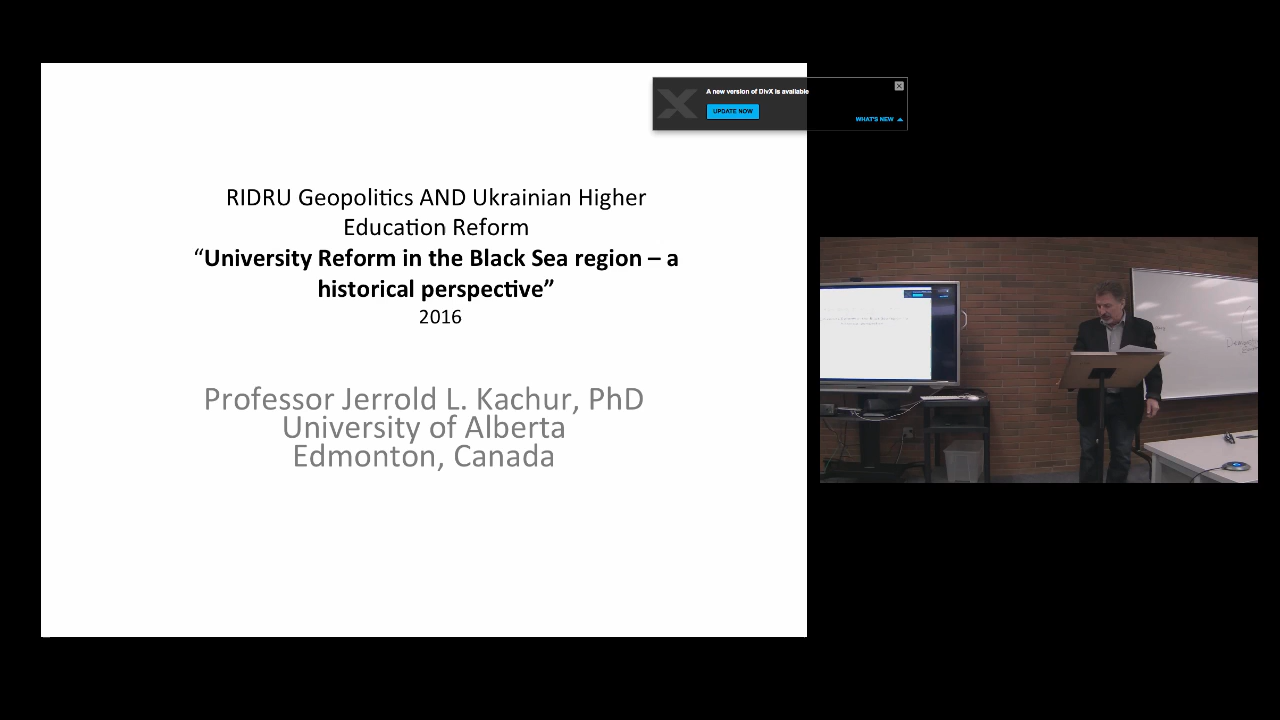 A new version of DivX is available
UPDATE NOW
WHAT'S NEW
RIDRU Geopolitics AND Ukrainian Higher
Education Reform
“University Reform in the Black Sea region – a
historical perspective”
2016
Professor Jerrold L. Kachur, PhD
University of Alberta
Edmonton, Canada